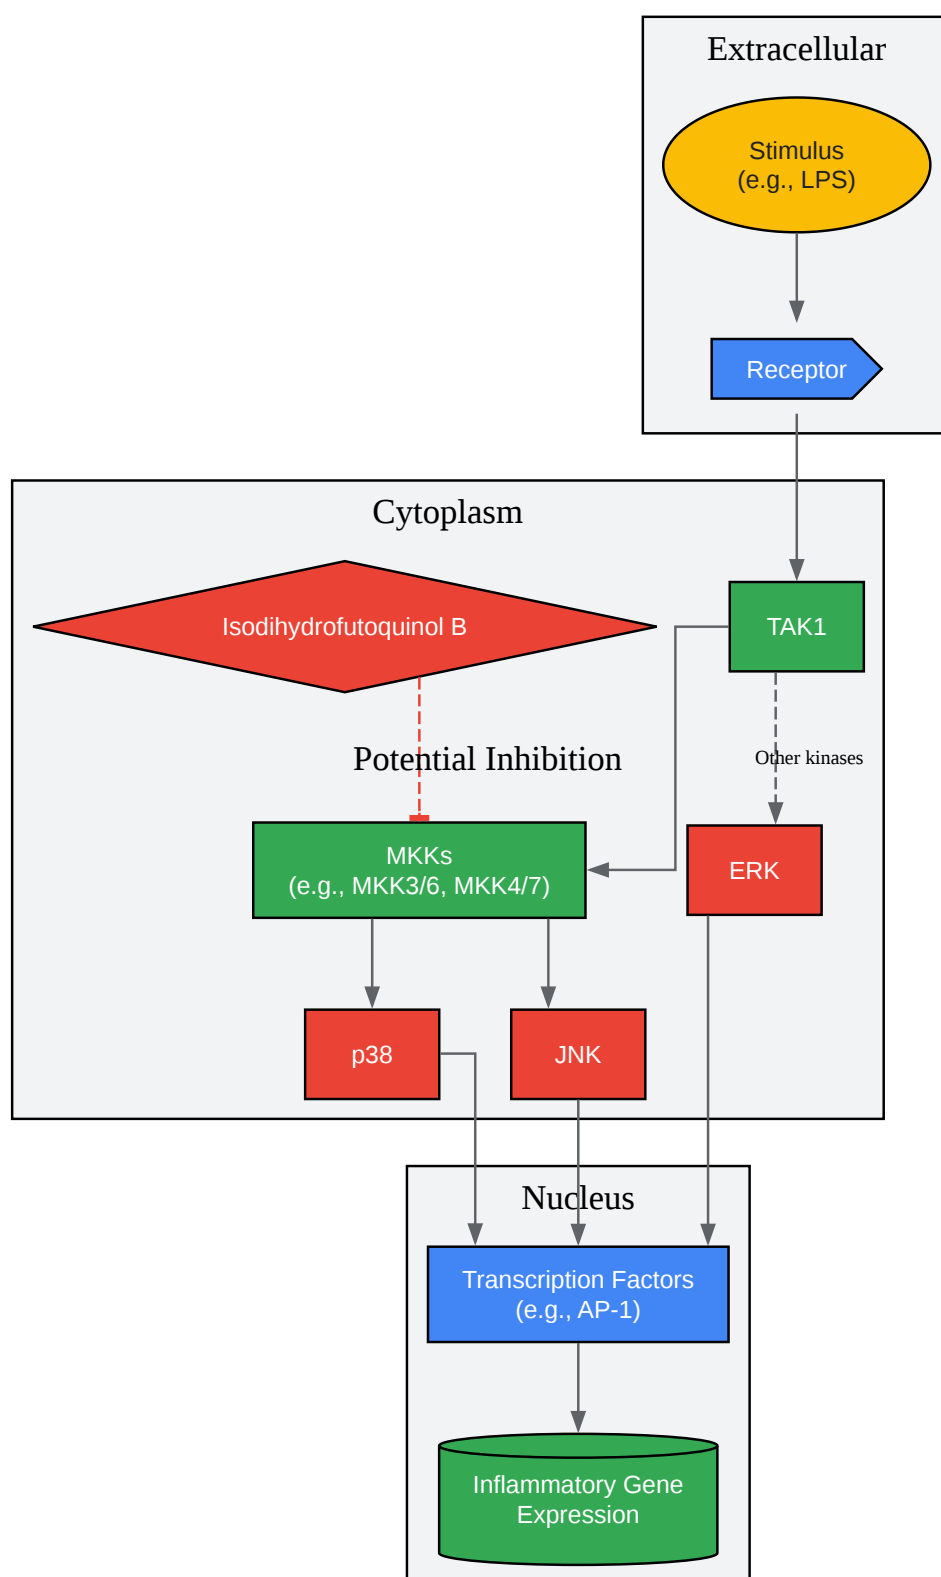 Extracellular
Stimulus
(e.g., LPS)
Receptor
Cytoplasm
Isodihydrofutoquinol B
TAK1
Potential Inhibition
Other kinases
MKKs
(e.g., MKK3/6, MKK4/7)
ERK
p38
JNK
Nucleus
Transcription Factors
(e.g., AP-1)
Inflammatory Gene
Expression